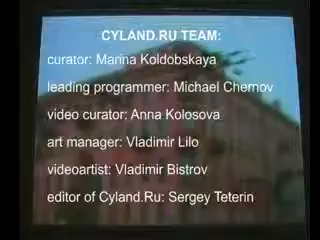 CYLAND.RU TEAM:
curator: Marina Koldobskaya
leading programmer: Michael Chernov
video curator: Anna Kolosova
art manager: Vladimir Lilo
videoartist: Vladimir Bistrov
editor of Cyland.Ru: Sergey Teterin